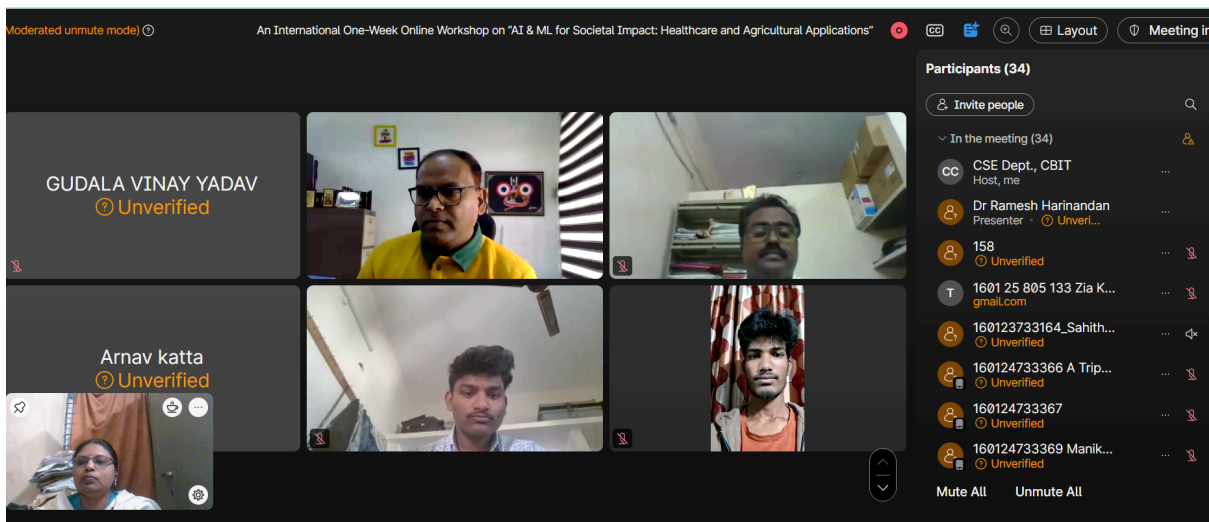 Moderated unmute mode)
An International One-Week Online Workshop on "AI & ML for Societal Impact: Healthcare and Agricultural Applications"
CC
Layout
Meeting in
Participants (34)
Invite people
In the meeting (34)
GUDALA VINAY YADAV
Unverified
Arnav katta
Unverified
CC
CSE Dept., CBIT
Host, me
Dr Ramesh Harinandan
Presenter • Unveri...
158
Unverified
T
1601 25 805 133 Zia K...
gmail.com
160123733164_Sahith...
Unverified
160124733366 A Trip...
Unverified
160124733367
Unverified
160124733369 Manik...
Unverified
Mute All
Unmute All